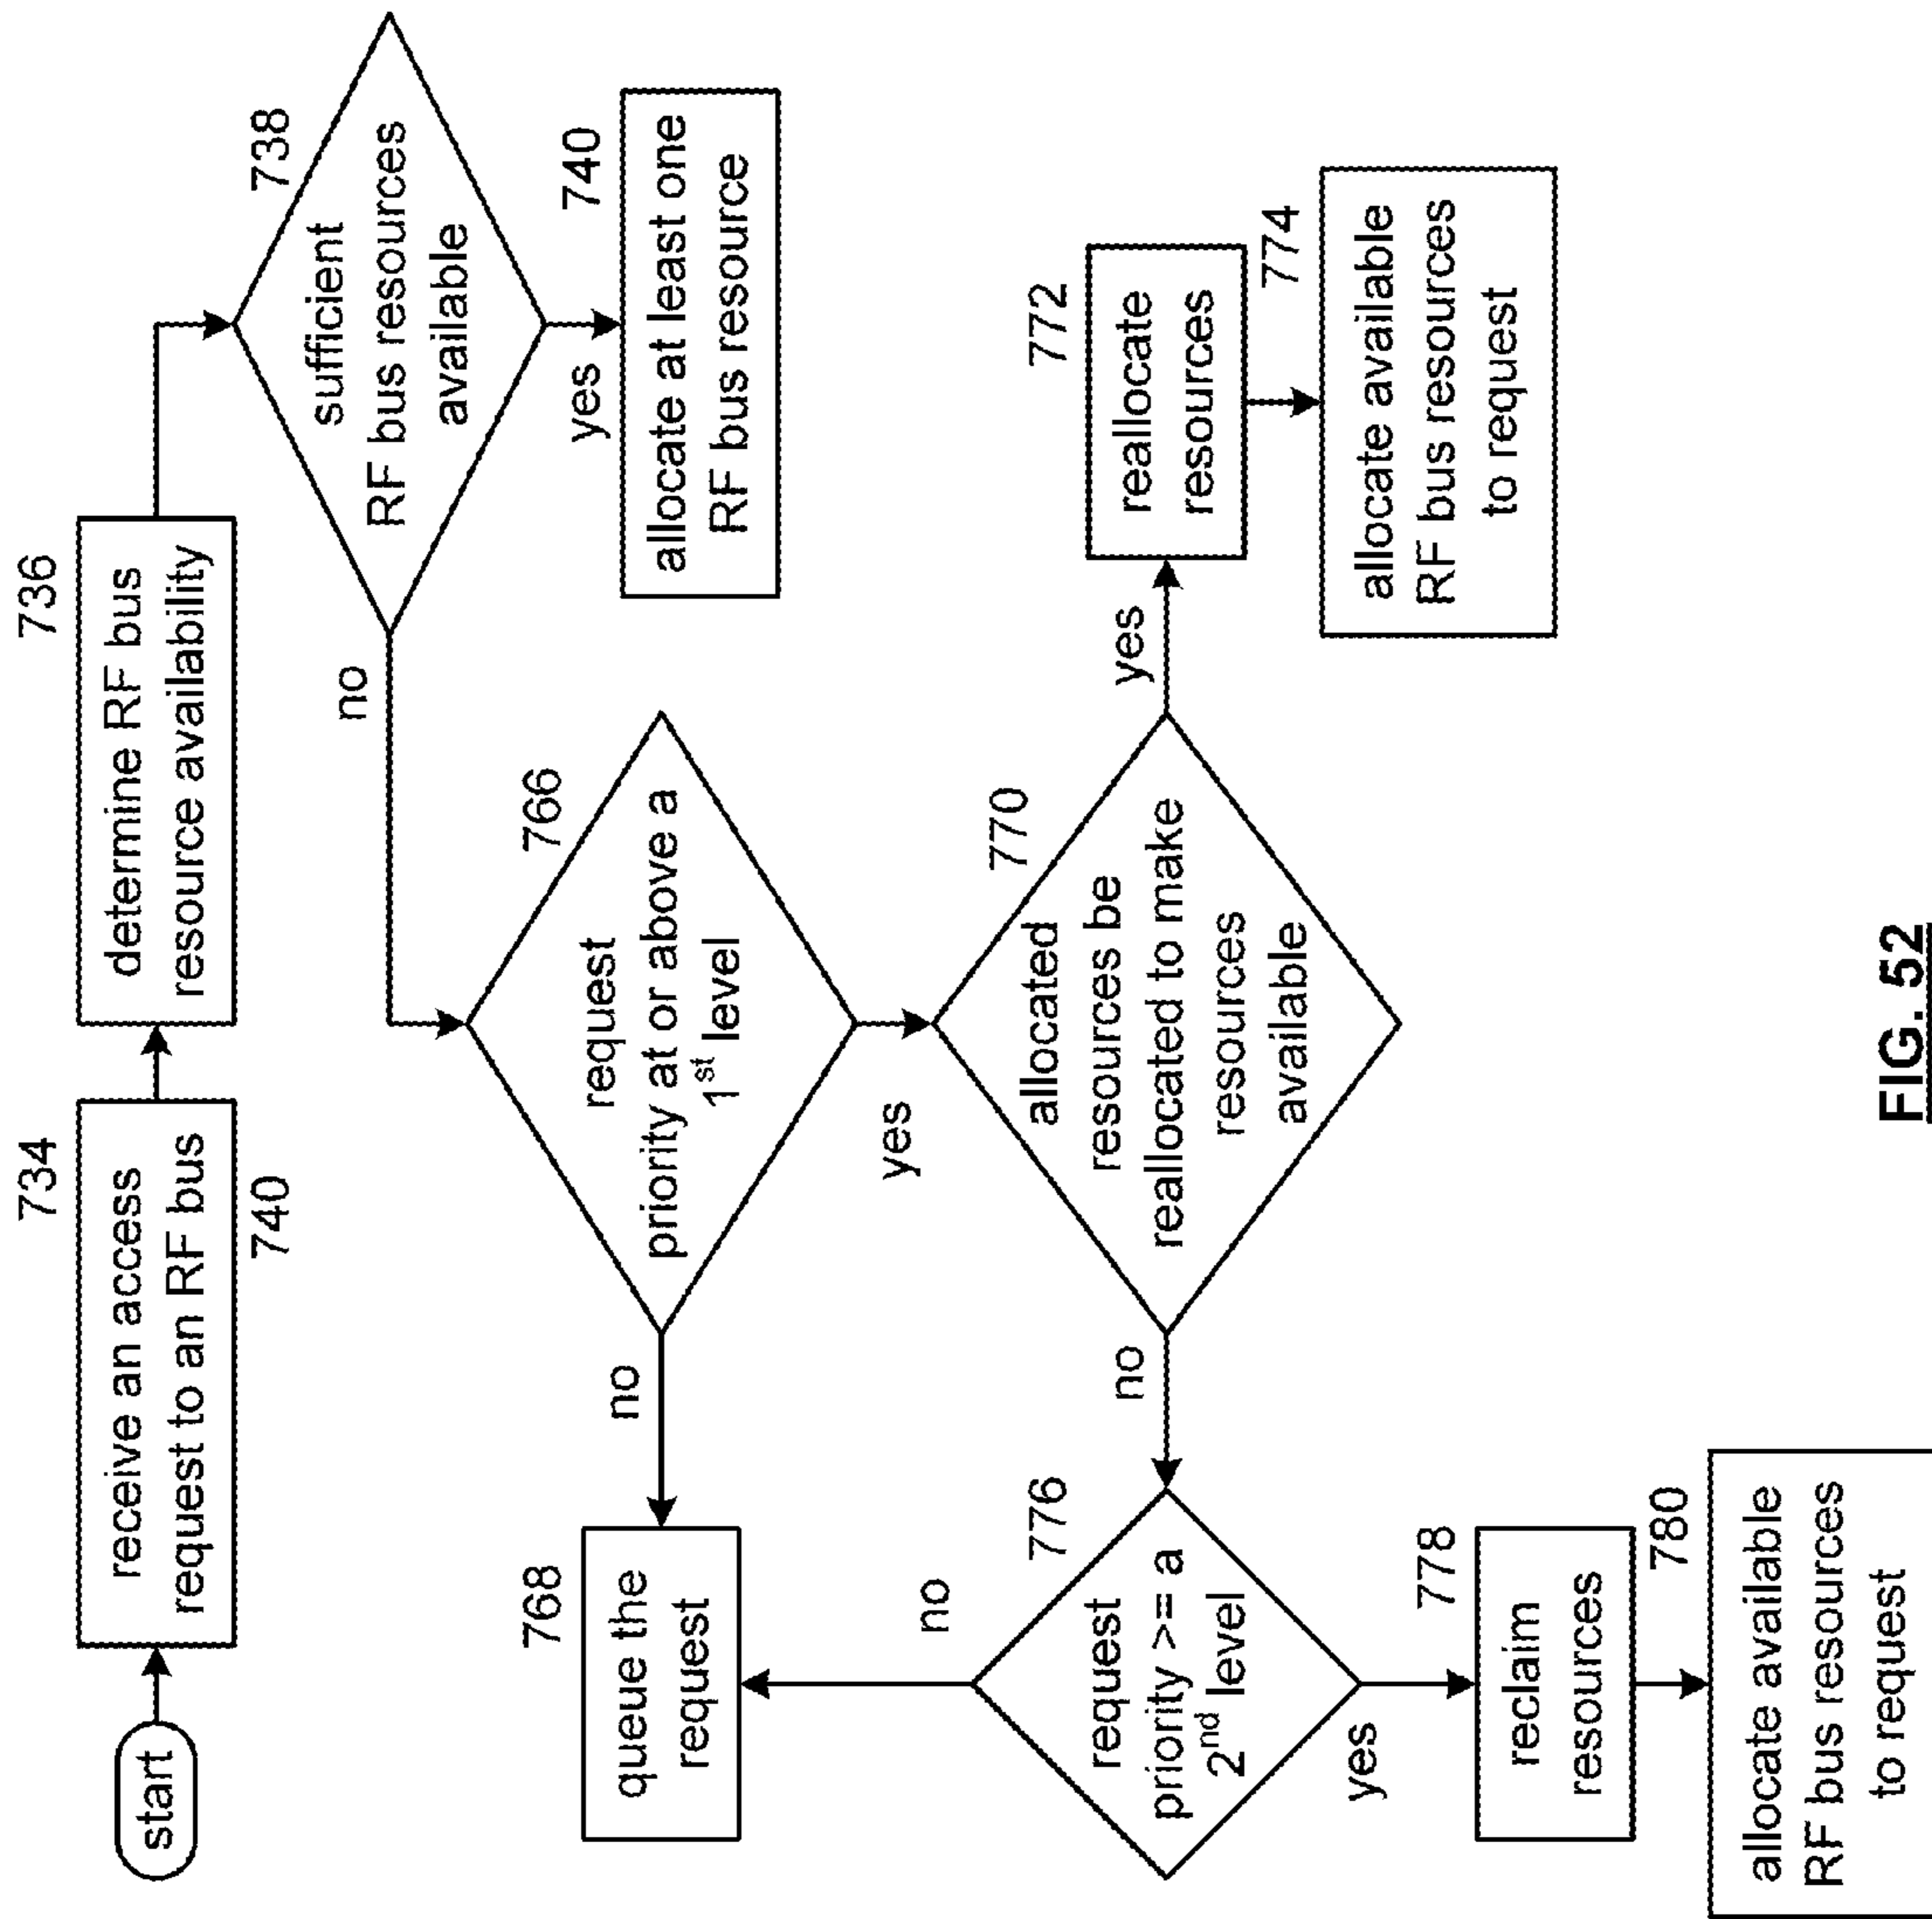 start
734
receive an access
request to an RF bus
740
736
determine RF bus
resource availability
738
sufficient
RF bus resources
available
yes
740
allocate at least one
RF bus resource
no
766
request
priority at or above a
1st level
no
768
queue the
request
yes
770
allocated
resources be
reallocated to make
resources
available
yes
772
reallocate
resources
774
allocate available
RF bus resources
to request
no
776
request
priority >= a
2nd level
no
yes
778
reclaim
resources
780
allocate available
RF bus resources
to request
FIG. 52